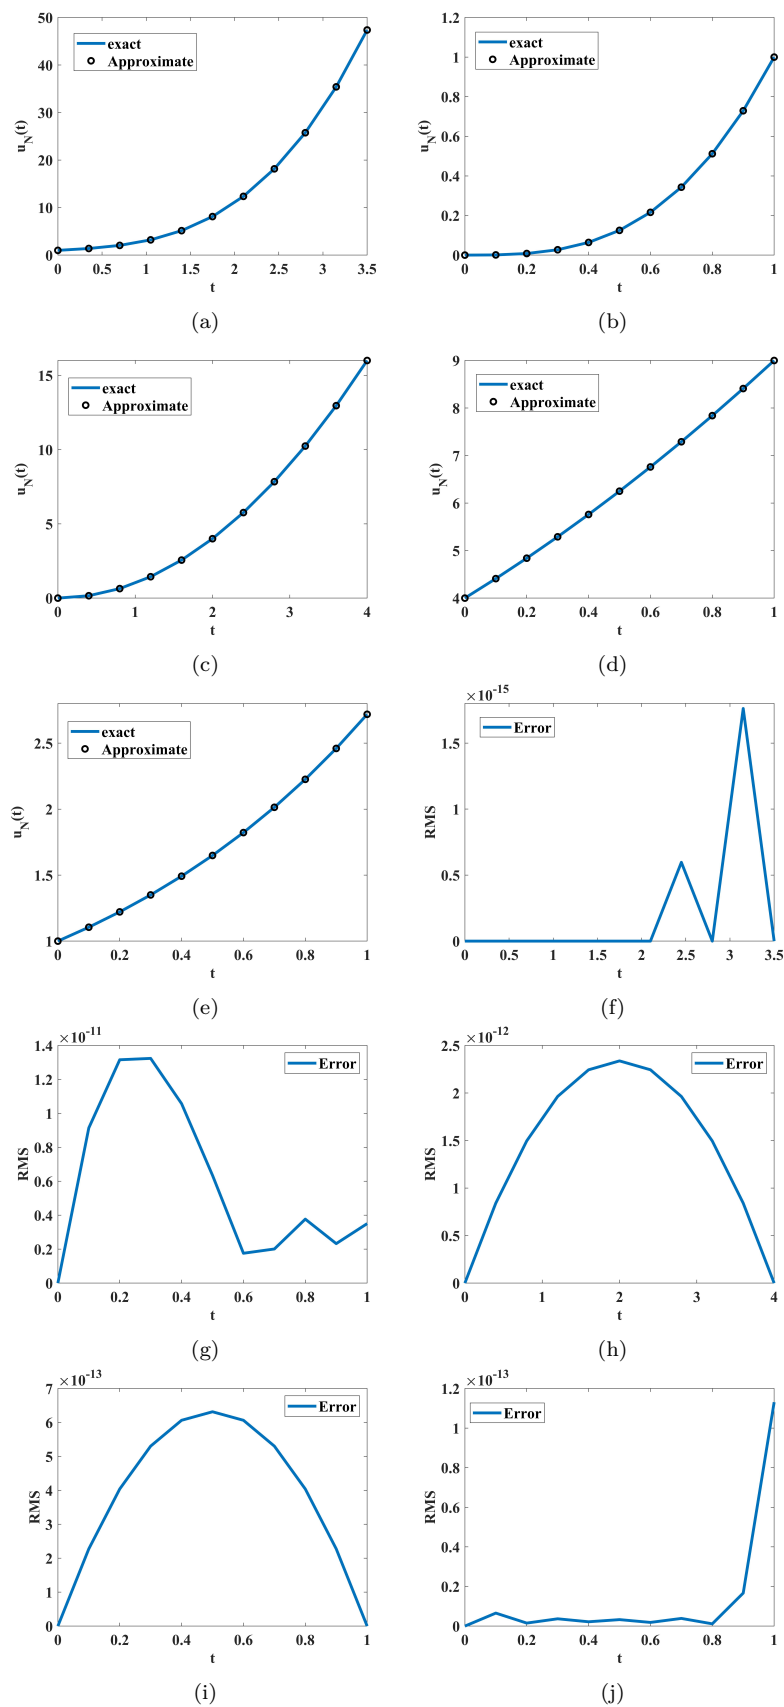 50
40
30
20
10
0
0 0.5 1 1.5 2 2.5 3 3.5
u_N(t)
t
exact
Approximate
(a)
1.2
1
0.8
0.6
0.4
0.2
0
0 0.2 0.4 0.6 0.8 1
u_N(t)
t
exact
Approximate
(b)
15
10
5
0
0 1 2 3 4
u_N(t)
t
exact
Approximate
(c)
9
8
7
6
5
4
0 0.2 0.4 0.6 0.8 1
u_N(t)
t
exact
Approximate
(d)
2.5
2
1.5
1
0 0.2 0.4 0.6 0.8 1
u_N(t)
t
exact
Approximate
(e)
×10^-15
1.5
1
0.5
0
0 0.5 1 1.5 2 2.5 3 3.5
RMS
t
Error
(f)
×10^-11
1.4
1.2
1
0.8
0.6
0.4
0.2
0
0 0.2 0.4 0.6 0.8 1
RMS
t
Error
(g)
×10^-12
2.5
2
1.5
1
0.5
0
0 1 2 3 4
RMS
t
Error
(h)
×10^-13
7
6
5
4
3
2
1
0
0 0.2 0.4 0.6 0.8 1
RMS
t
Error
(i)
×10^-13
1.2
1
0.8
0.6
0.4
0.2
0
0 0.2 0.4 0.6 0.8 1
RMS
t
Error
(j)